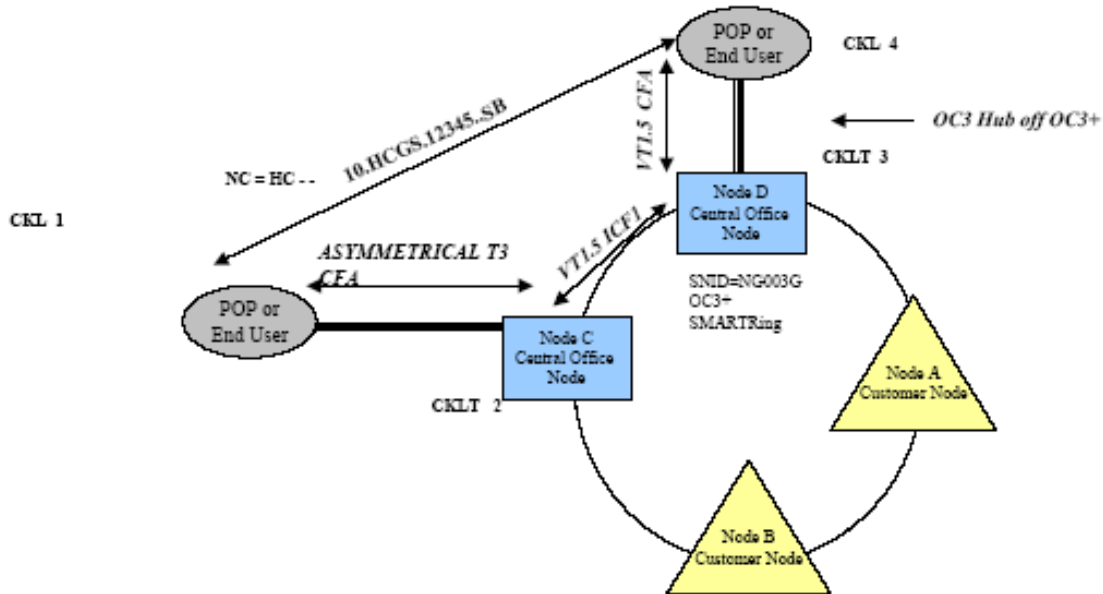 POP or
End User
CKL 4
VT1.5 CFA
OC3 Hub off OC3+
10.HCGS.12345..SB
CKLT 3
NC = HC - -
Node D
Central Office
Node
CKL 1
ASYMMETRICAL T3
CFA
VT1.5 ICF1
SNID=NG003G
OC3+
SMARTRing
POP or
End User
Node C
Central Office
Node
Node A
Customer Node
CKLT 2
Node B
Customer Node